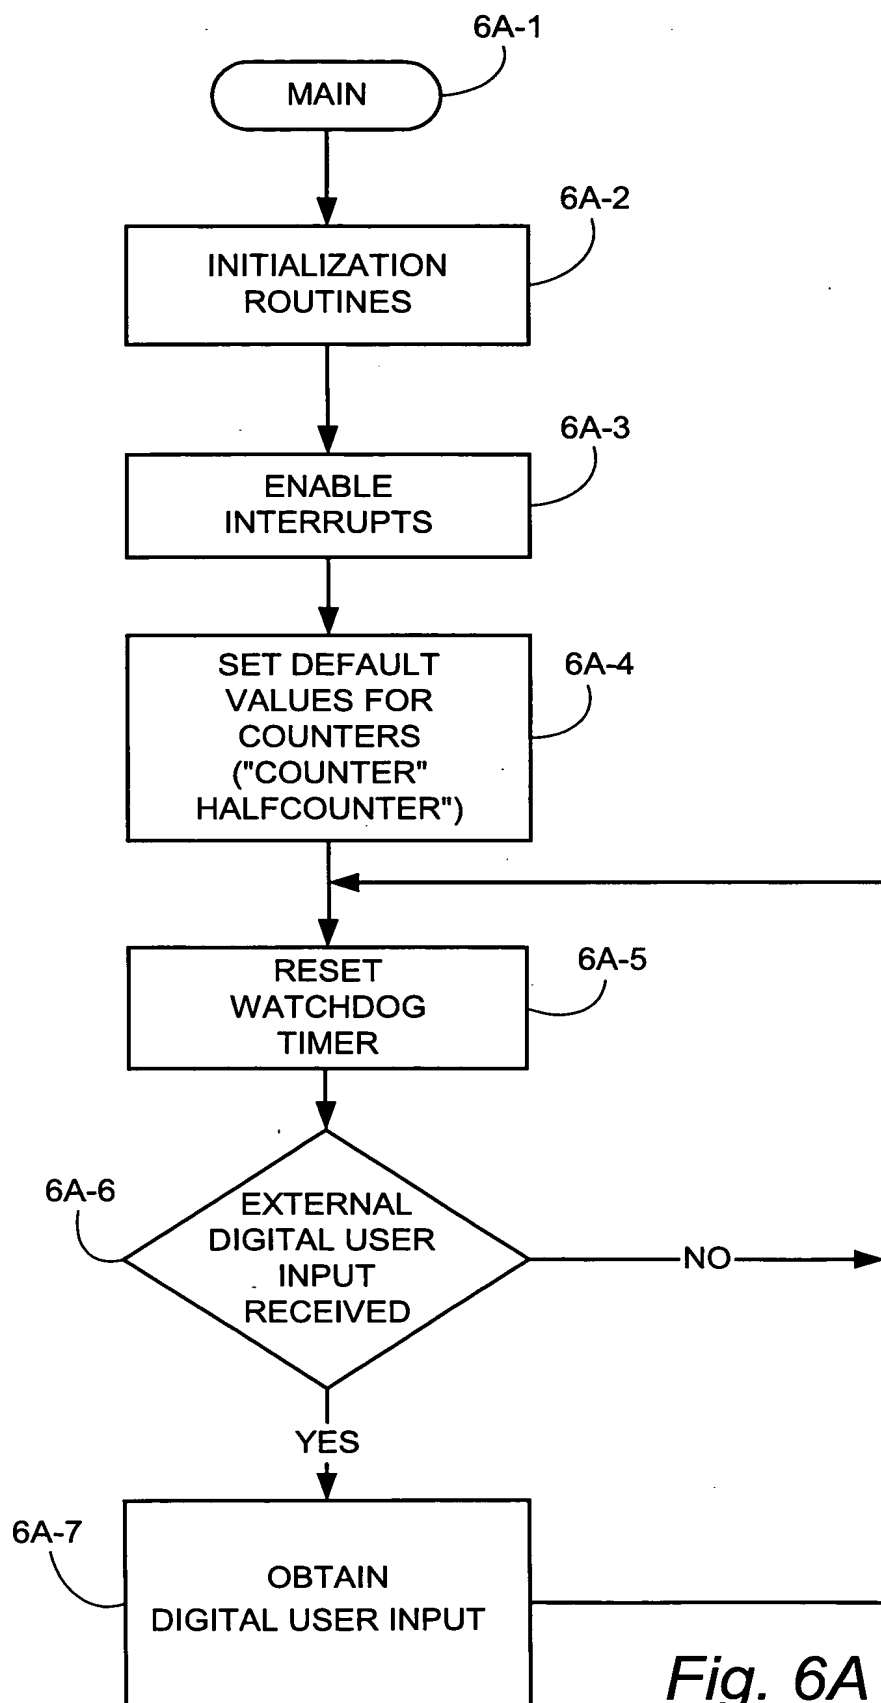 6A-1
MAIN
6A-2
INITIALIZATION
ROUTINES
6A-3
ENABLE
INTERRUPTS
6A-4
SET DEFAULT
VALUES FOR
COUNTERS
("COUNTER"
HALFCOUNTER")
6A-5
RESET
WATCHDOG
TIMER
6A-6
EXTERNAL
DIGITAL USER
INPUT
RECEIVED
NO
YES
6A-7
OBTAIN
DIGITAL USER INPUT
Fig. 6A